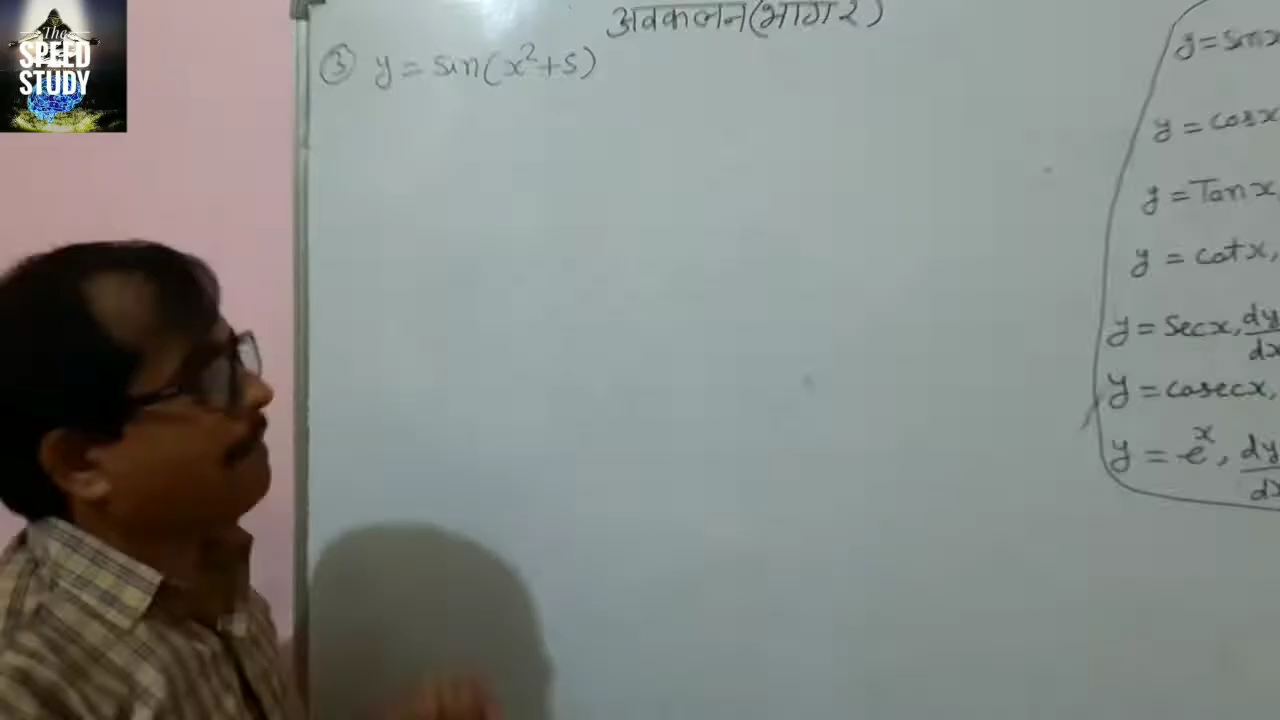 The
SPEED
STUDY
अवकलन(भाग २)
③ y = sin(x²+5)
y = sinx
y = cosx
y = Tanx,
y = cotx,
y = secx, dy/dx
y = cosecx,
y = eˣ, dy/dx